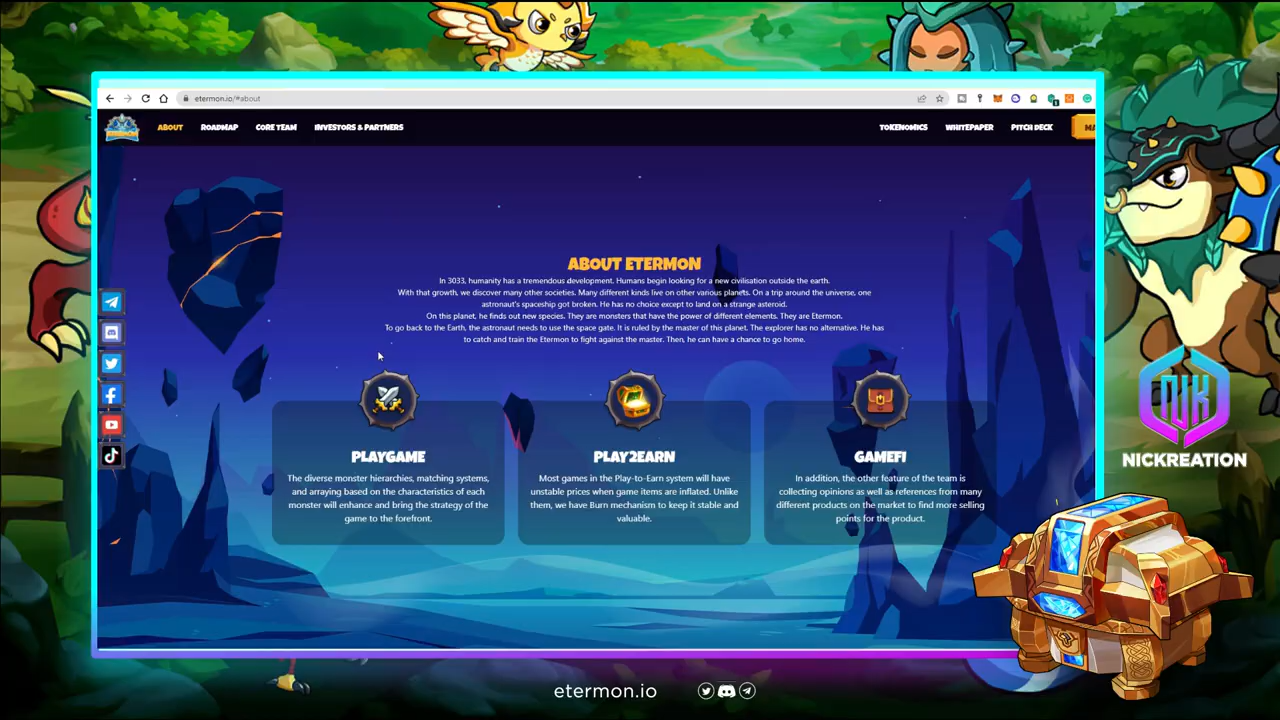 etermon.io/#about
ABOUT ROADMAP CORE TEAM INVESTORS & PARTNERS TOKENOMICS WHITEPAPER PITCH DECK
ABOUT ETERMON
In 3033, humanity has a tremendous development. Humans begin looking for a new civilisation outside the earth.
With that growth, we discover many other societies. Many different kinds live on other various planets. On a trip around the universe, one
astronaut's spaceship got broken. He has no choice except to land on a strange asteroid.
On this planet, he finds out new species. They are monsters that have the power of different elements. They are Etermon.
To go back to the Earth, the astronaut needs to use the space gate. It is ruled by the master of this planet. The explorer has no alternative. He has
to catch and train the Etermon to fight against the master. Then, he can have a chance to go home.
PLAYGAME
The diverse monster hierarchies, matching systems,
and arraying based on the characteristics of each
monster will enhance and bring the strategy of the
game to the forefront.
PLAY2EARN
Most games in the Play-to-Earn system will have
unstable prices when game items are inflated. Unlike
them, we have Burn mechanism to keep it stable and
valuable.
GAMEFI
In addition, the other feature of the team is
collecting opinions as well as references from many
different products on the market to find more selling
points for the product.
NK
NICKREATION
etermon.io